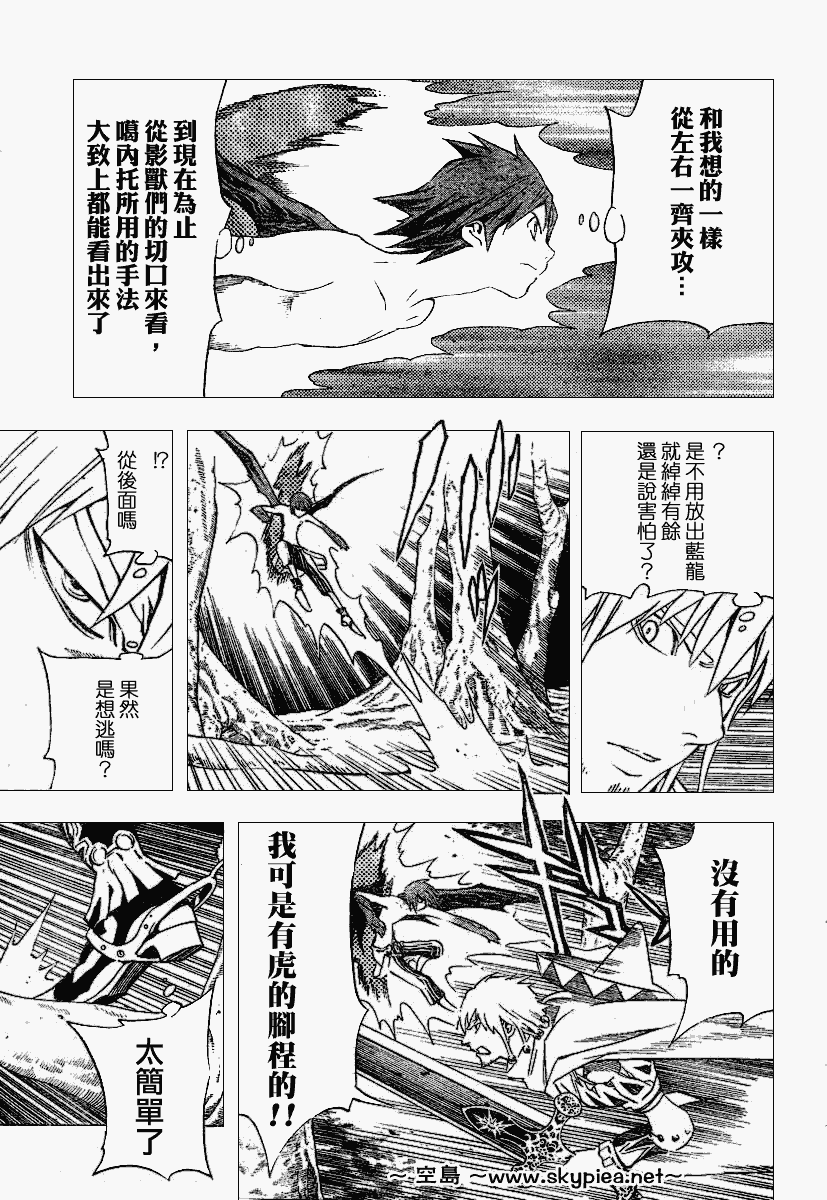 和我想的一樣
從左右一齊夾攻…
到現在為止
從影獸們的切口來看，
噶內托所用的手法
大致上都能看出來了
？
是不用放出藍龍
就綽綽有餘
還是說害怕了？
!?
從後面嗎
果然
是想逃嗎？
沒有用的
我可是有虎的腳程的!!
太簡單了
～空島～www.skypiea.net～